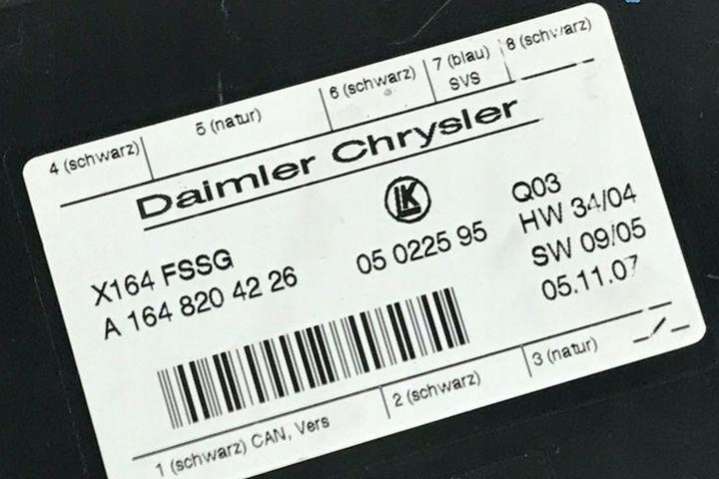 4 (schwarz) 5 (natur) 6 (schwarz) 7 (blau) 8 (schwarz)
SVS
Daimler Chrysler
LK
X164 FSSG 05 0225 95 Q03
A 164 820 42 26 HW 34/04
SW 09/05
05.11.07
1 (schwarz) CAN, Vers 2 (schwarz) 3 (natur) -/-